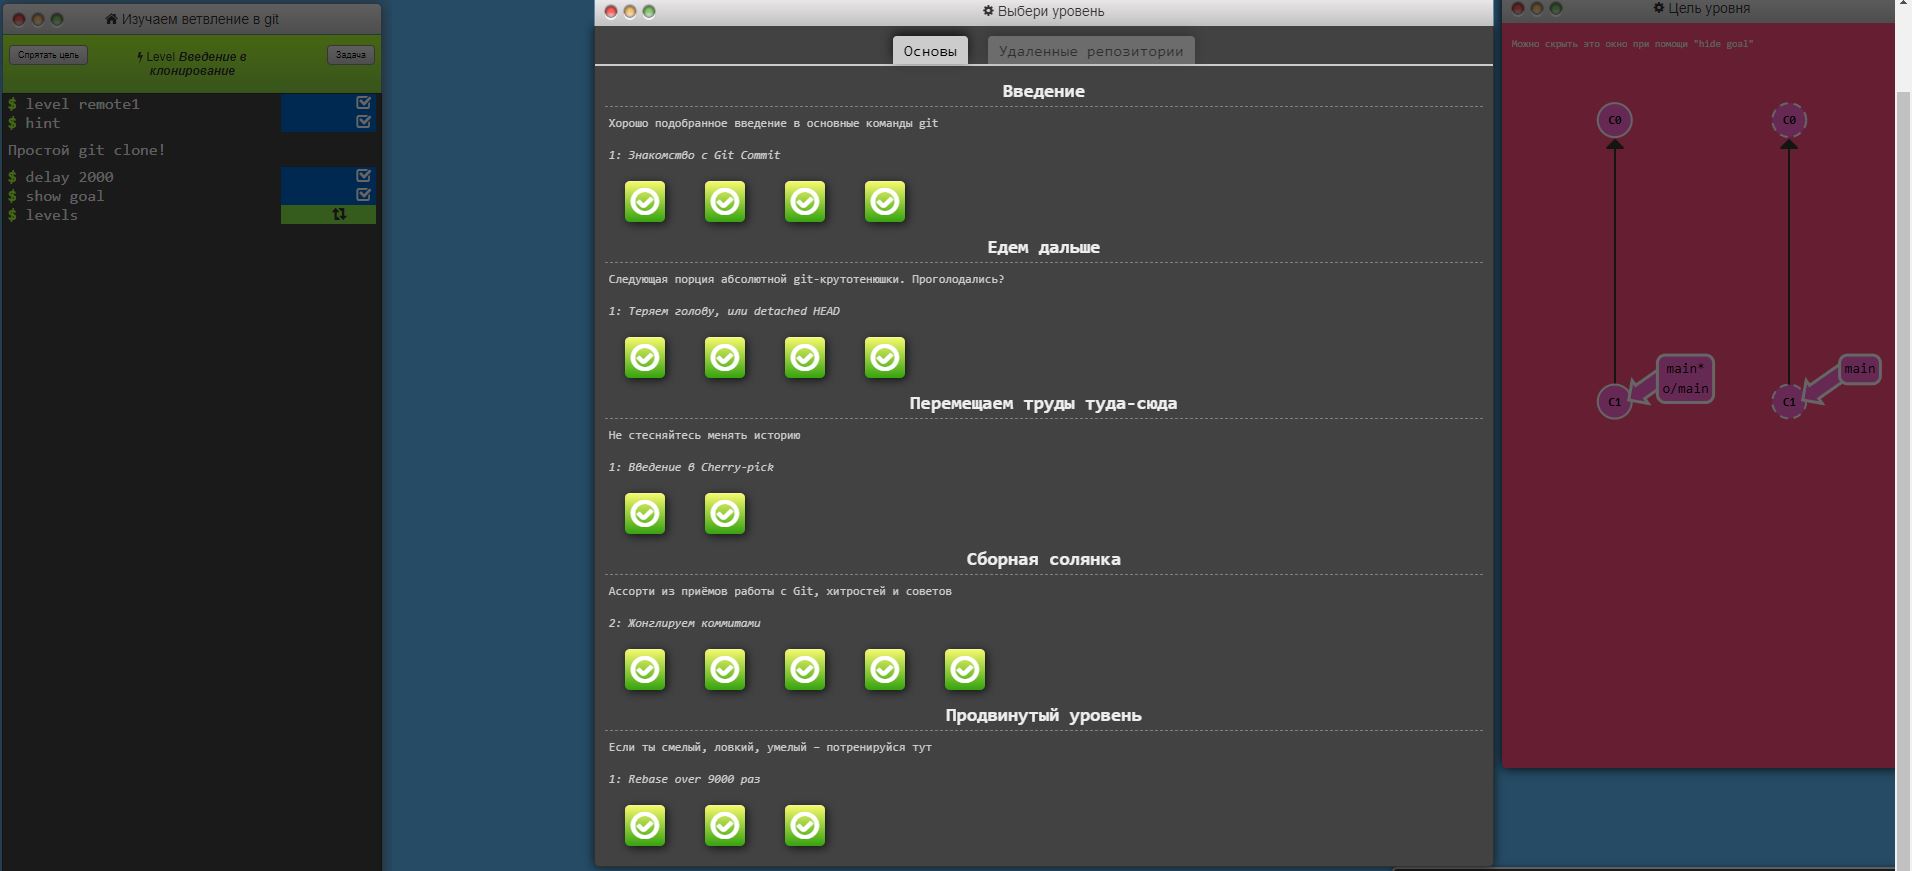 Изучаем ветвление в git
Спрятать цель
Level Введение в
клонирование
Задача
$ level remote1
$ hint
Простой git clone!
$ delay 2000
$ show goal
$ levels
Выбери уровень
Основы
Удаленные репозитории
Введение
Хорошо подобранное введение в основные команды git
1: Знакомство с Git Commit
Едем дальше
Следующая порция абсолютной git-крутотенюшки. Проголодались?
1: Теряем голову, или detached HEAD
Перемещаем труды туда-сюда
Не стесняйтесь менять историю
1: Введение в Cherry-pick
Сборная солянка
Ассорти из приёмов работы с Git, хитростей и советов
2: Жонглируем коммитами
Продвинутый уровень
Если ты смелый, ловкий, умелый – потренируйся тут
1: Rebase over 9000 раз
Цель уровня
Можно скрыть это окно при помощи "hide goal"
C0
C0
main*
o/main
main
C1
C1